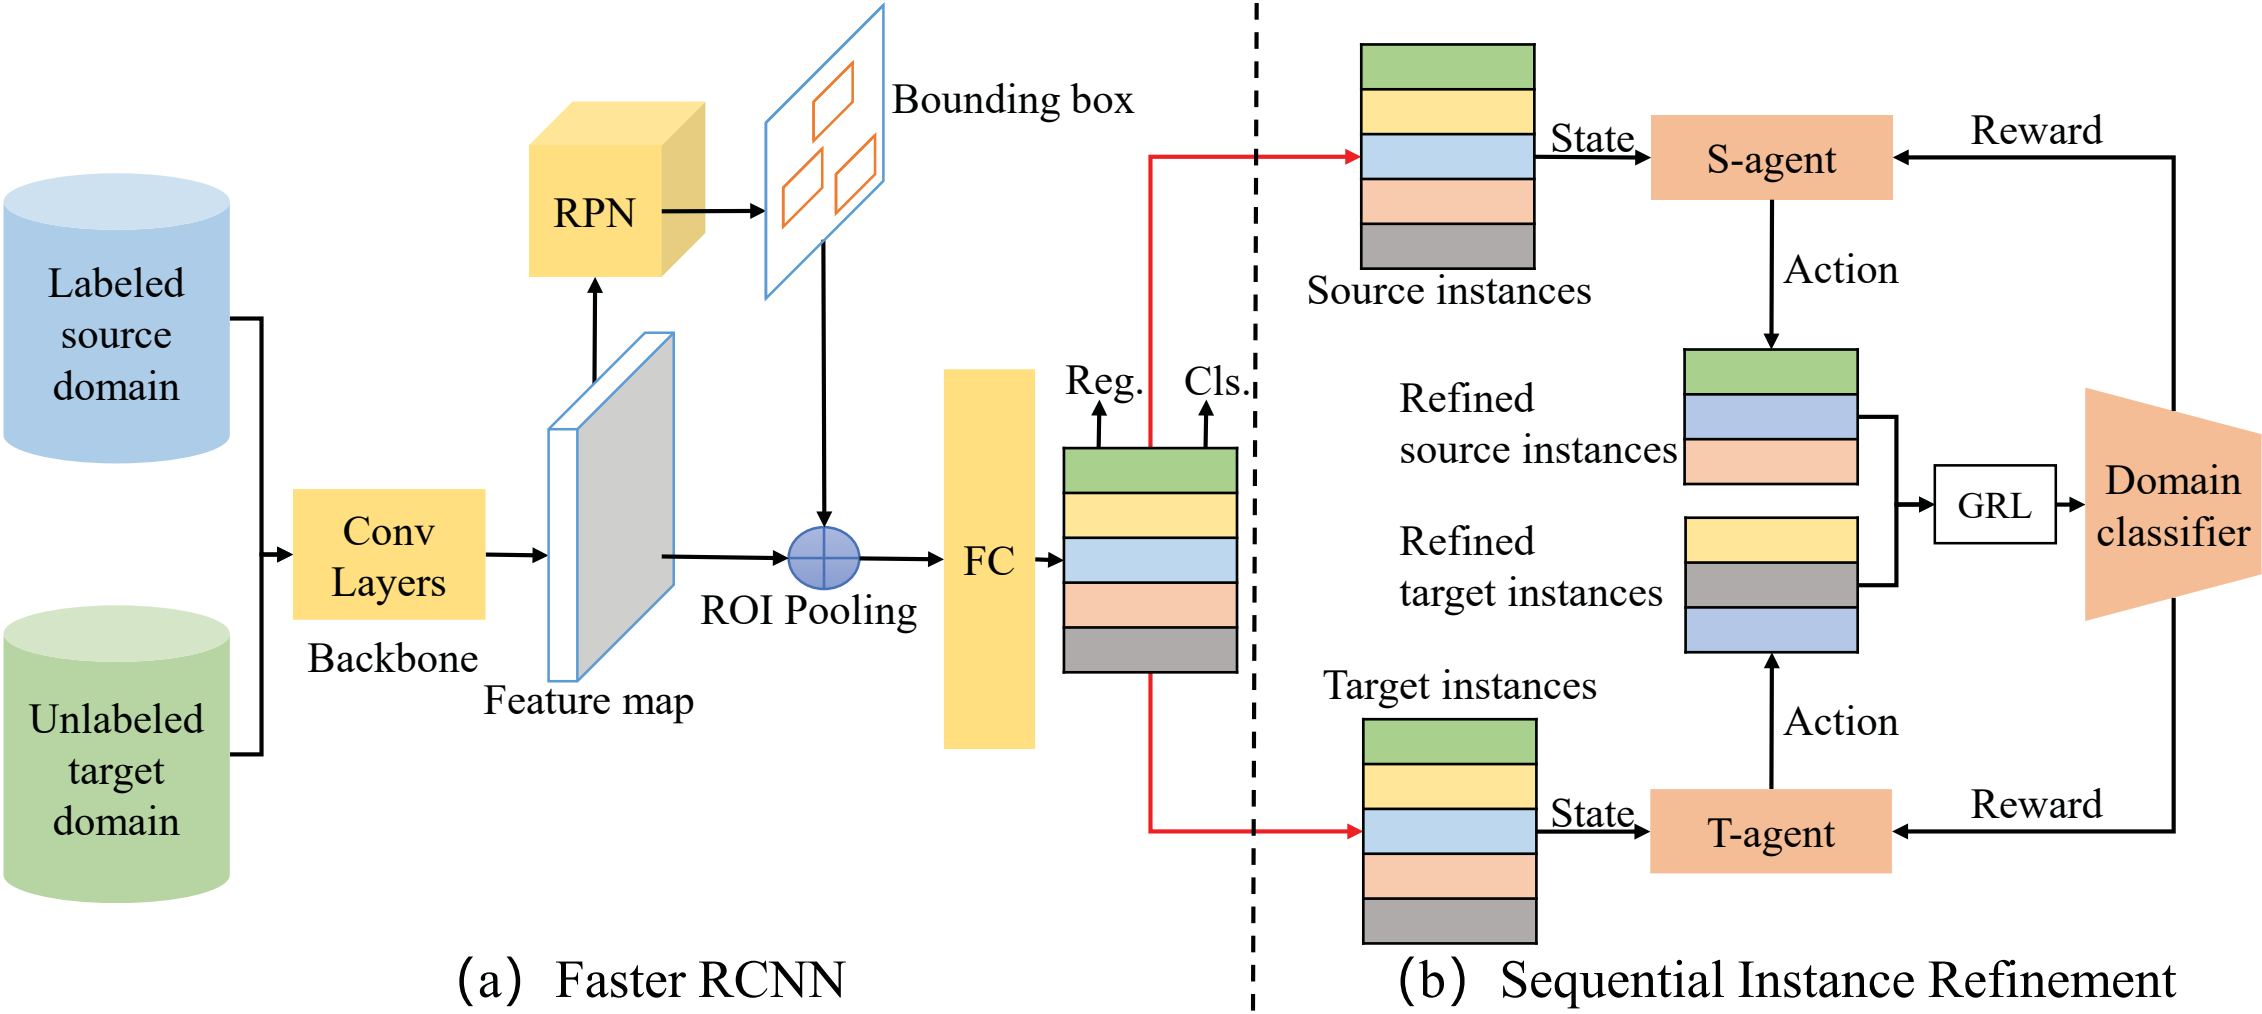 Labeled
source
domain
Unlabeled
target
domain
Conv
Layers
Backbone
Feature map
RPN
Bounding box
ROI Pooling
FC
Reg.
Cls.
（a）Faster RCNN
Source instances
State
S-agent
Reward
Action
Refined
source instances
Refined
target instances
GRL
Domain
classifier
Target instances
State
T-agent
Action
Reward
（b）Sequential Instance Refinement